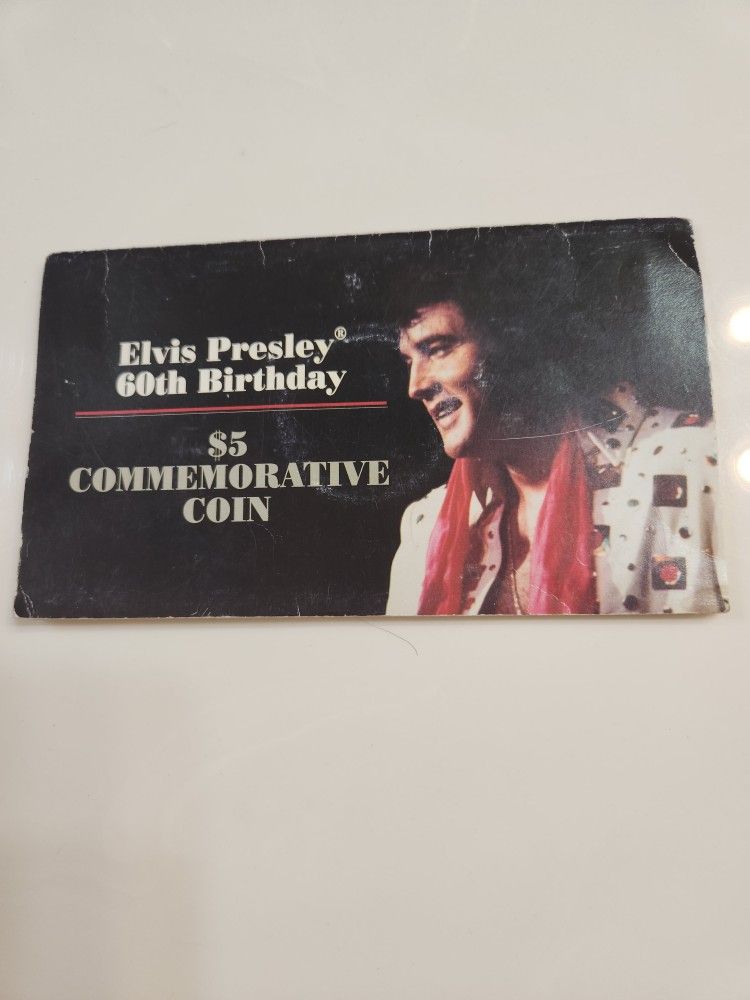 Elvis Presley®
60th Birthday
$5
COMMEMORATIVE
COIN